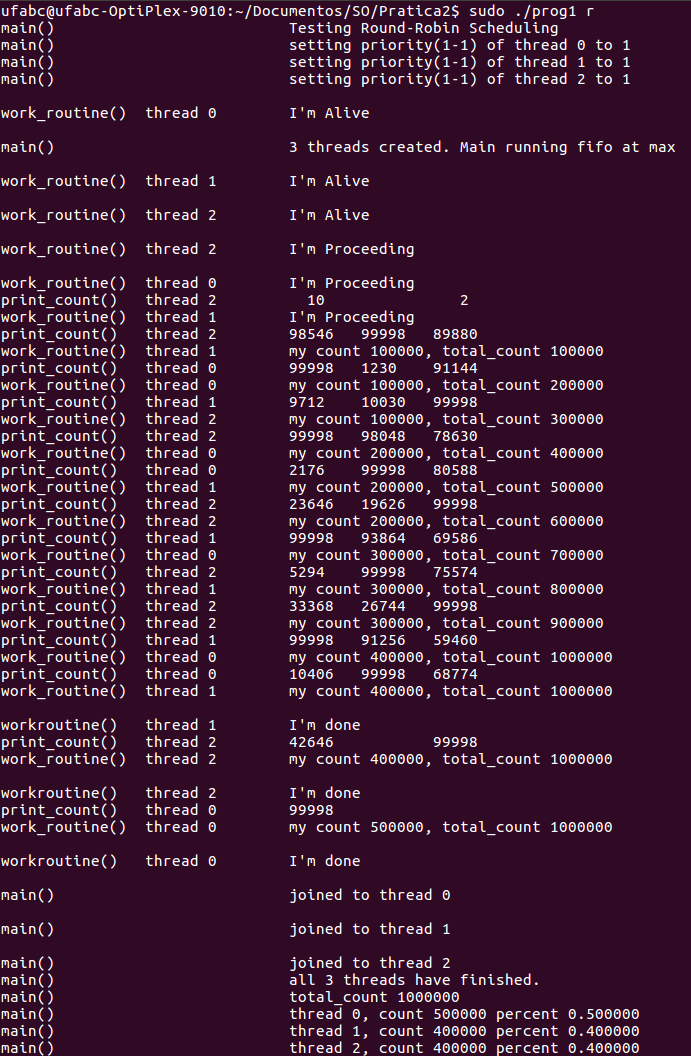 ufabc@ufabc-OptiPlex-9010:~/Documentos/SO/Pratica2$ sudo ./prog1 r
main() Testing Round-Robin Scheduling
main() setting priority(1-1) of thread 0 to 1
main() setting priority(1-1) of thread 1 to 1
main() setting priority(1-1) of thread 2 to 1
work_routine() thread 0 I'm Alive
main() 3 threads created. Main running fifo at max
work_routine() thread 1 I'm Alive
work_routine() thread 2 I'm Alive
work_routine() thread 2 I'm Proceeding
work_routine() thread 0 I'm Proceeding
print_count() thread 2 10 2
work_routine() thread 1 I'm Proceeding
print_count() thread 2 98546 99998 89880
work_routine() thread 1 my count 100000, total_count 100000
print_count() thread 0 99998 1230 91144
work_routine() thread 0 my count 100000, total_count 200000
print_count() thread 1 9712 10030 99998
work_routine() thread 2 my count 100000, total_count 300000
print_count() thread 2 99998 98048 78630
work_routine() thread 0 my count 200000, total_count 400000
print_count() thread 0 2176 99998 80588
work_routine() thread 1 my count 200000, total_count 500000
print_count() thread 2 23646 19626 99998
work_routine() thread 2 my count 200000, total_count 600000
print_count() thread 1 99998 93864 69586
work_routine() thread 0 my count 300000, total_count 700000
print_count() thread 2 5294 99998 75574
work_routine() thread 1 my count 300000, total_count 800000
print_count() thread 2 33368 26744 99998
work_routine() thread 2 my count 300000, total_count 900000
print_count() thread 1 99998 91256 59460
work_routine() thread 0 my count 400000, total_count 1000000
print_count() thread 0 10406 99998 68774
work_routine() thread 1 my count 400000, total_count 1000000
workroutine() thread 1 I'm done
print_count() thread 2 42646 99998
work_routine() thread 2 my count 400000, total_count 1000000
workroutine() thread 2 I'm done
print_count() thread 0 99998
work_routine() thread 0 my count 500000, total_count 1000000
workroutine() thread 0 I'm done
main() joined to thread 0
main() joined to thread 1
main() joined to thread 2
main() all 3 threads have finished.
main() total_count 1000000
main() thread 0, count 500000 percent 0.500000
main() thread 1, count 400000 percent 0.400000
main() thread 2, count 400000 percent 0.400000